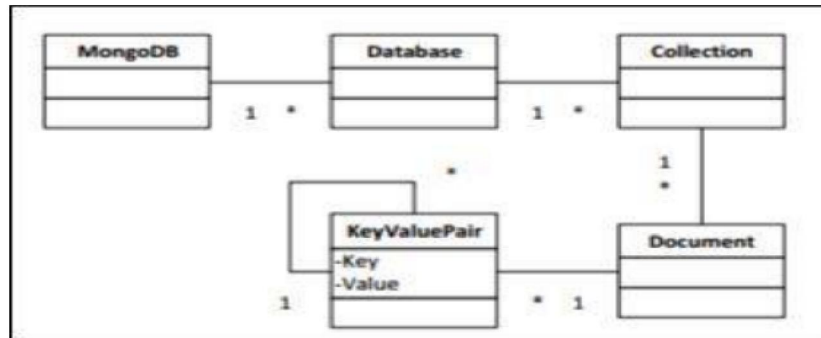 MongoDB
Database
Collection
1 *
1 *
1
*
*
KeyValuePair
-Key
-Value
Document
1
* 1